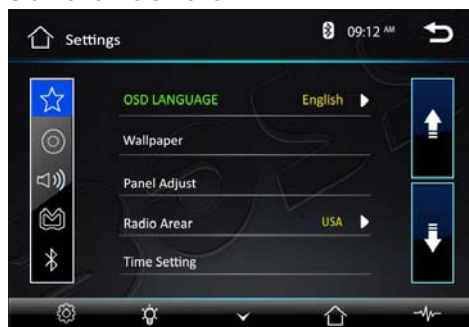 Settings
09:12 AM
OSD LANGUAGE English
Wallpaper
Panel Adjust
Radio Arear USA
Time Setting